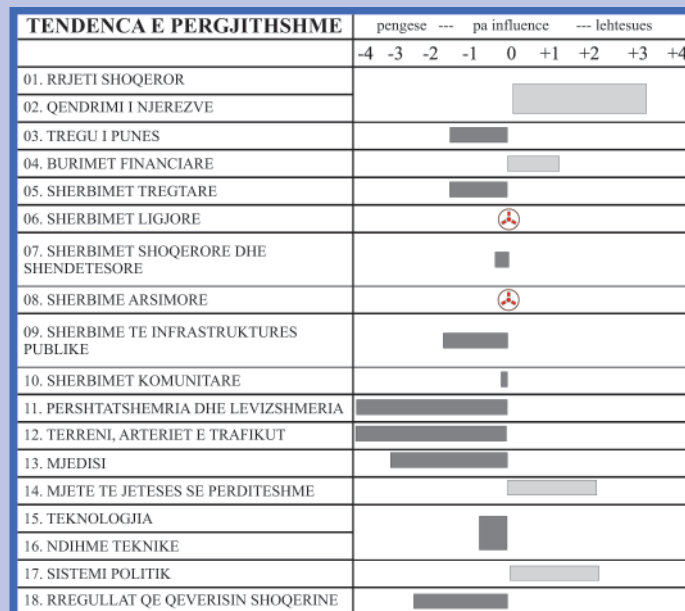 TENDENCA E PERGJITHSHME
pengese --- pa influence --- lehtesues
-4 -3 -2 -1 0 +1 +2 +3 +4
01. RRJETI SHOQEROR
02. QENDRIMI I NJEREZVE
03. TREGU I PUNES
04. BURIMET FINANCIARE
05. SHERBIMET TREGTARE
06. SHERBIMET LIGJORE
07. SHERBIMET SHOQERORE DHE
SHENDETESORE
08. SHERBIME ARSIMORE
09. SHERBIME TE INFRASTRUKTURES
PUBLIKE
10. SHERBIMET KOMUNITARE
11. PERSHTATSHEMRIA DHE LEVIZSHMERIA
12. TERRENI, ARTERIET E TRAFIKUT
13. MJEDISI
14. MJETE TE JETESES SE PERDITESHME
15. TEKNOLOGJIA
16. NDIHME TEKNIKE
17. SISTEMI POLITIK
18. RREGULLAT QE QEVERISIN SHOQERINE